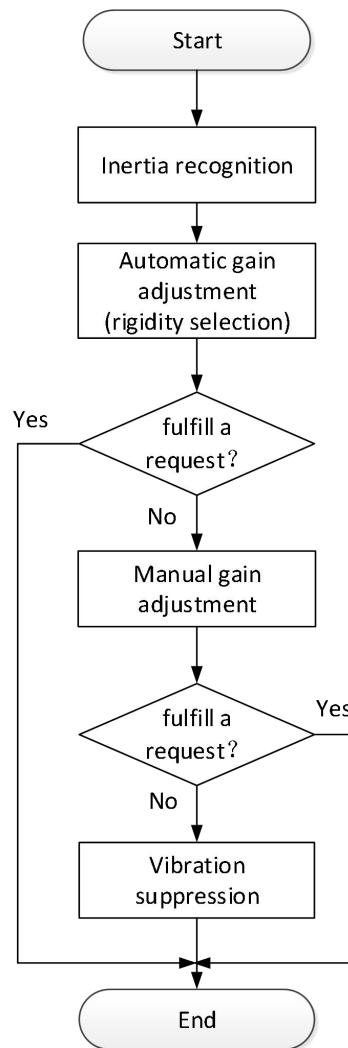 Start
Inertia recognition
Automatic gain
adjustment
(rigidity selection)
Yes
fulfill a
request？
No
Manual gain
adjustment
fulfill a
request？
Yes
No
Vibration
suppression
End